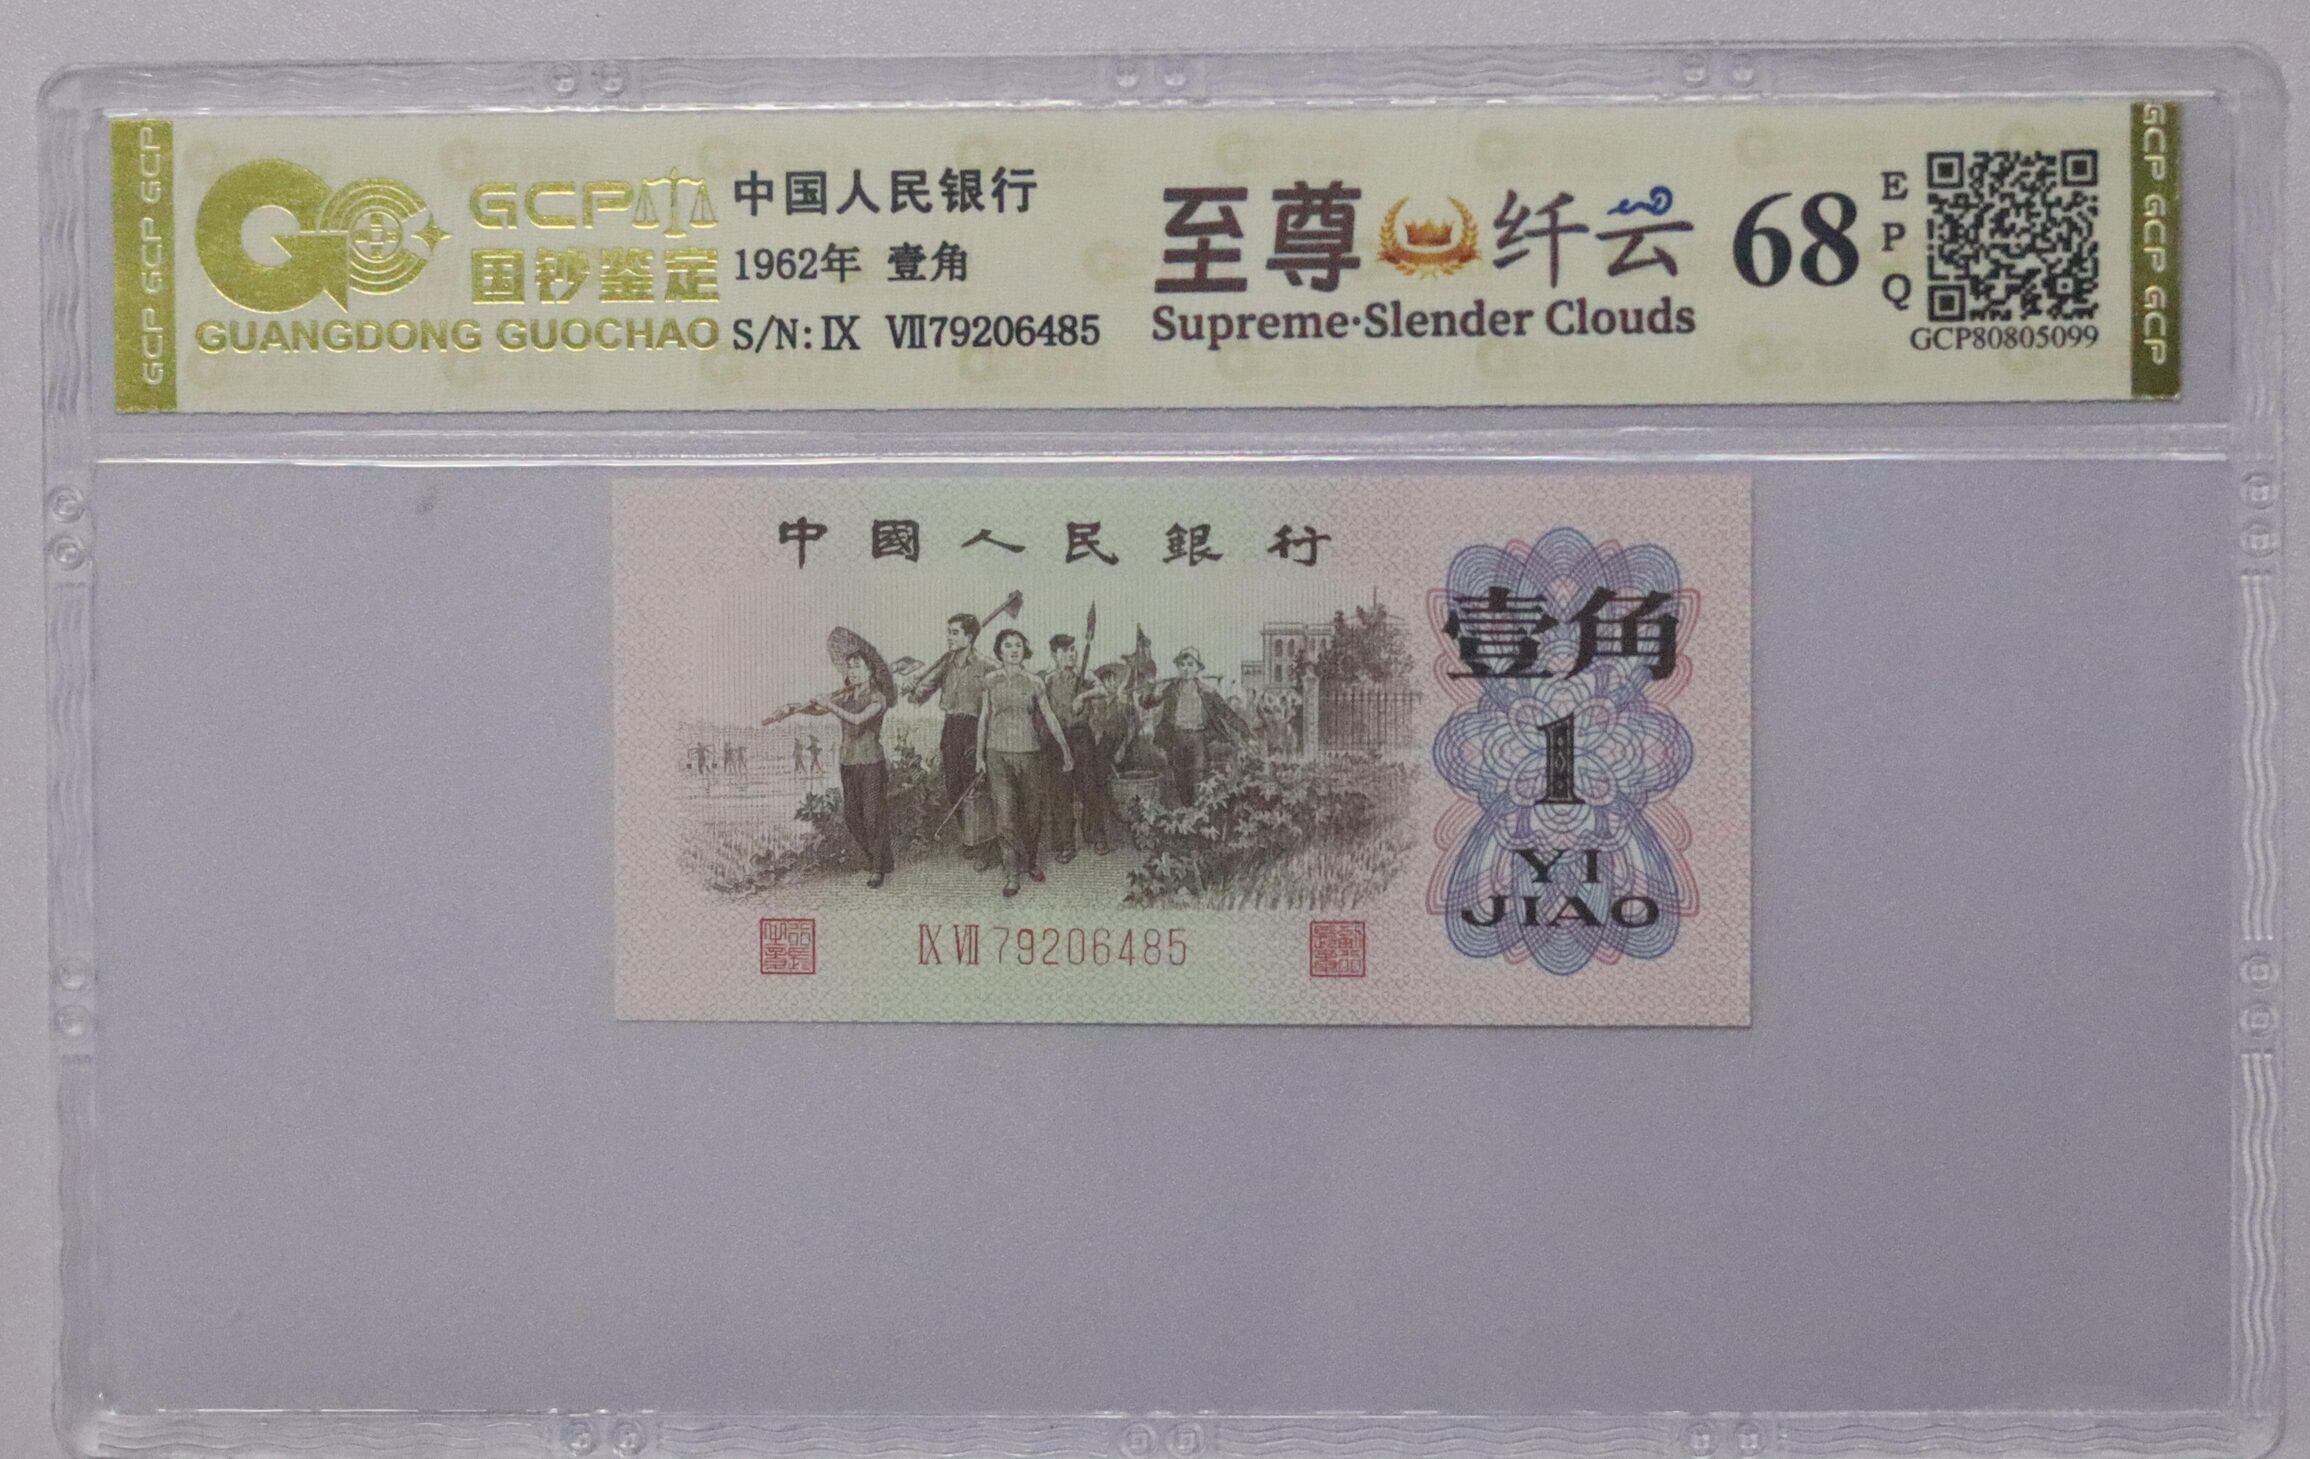 GCP GCP GCP
GCP
国钞鉴定
GUANGDONG GUOCHAO
中国人民银行
1962年 壹角
S/N: Ⅸ Ⅶ79206485
至尊 纤云
Supreme·Slender Clouds
68
E
P
Q
GCP80805099
GCP GCP GCP
中國人民銀行
壹角
1
YI
JIAO
Ⅸ Ⅶ 79206485